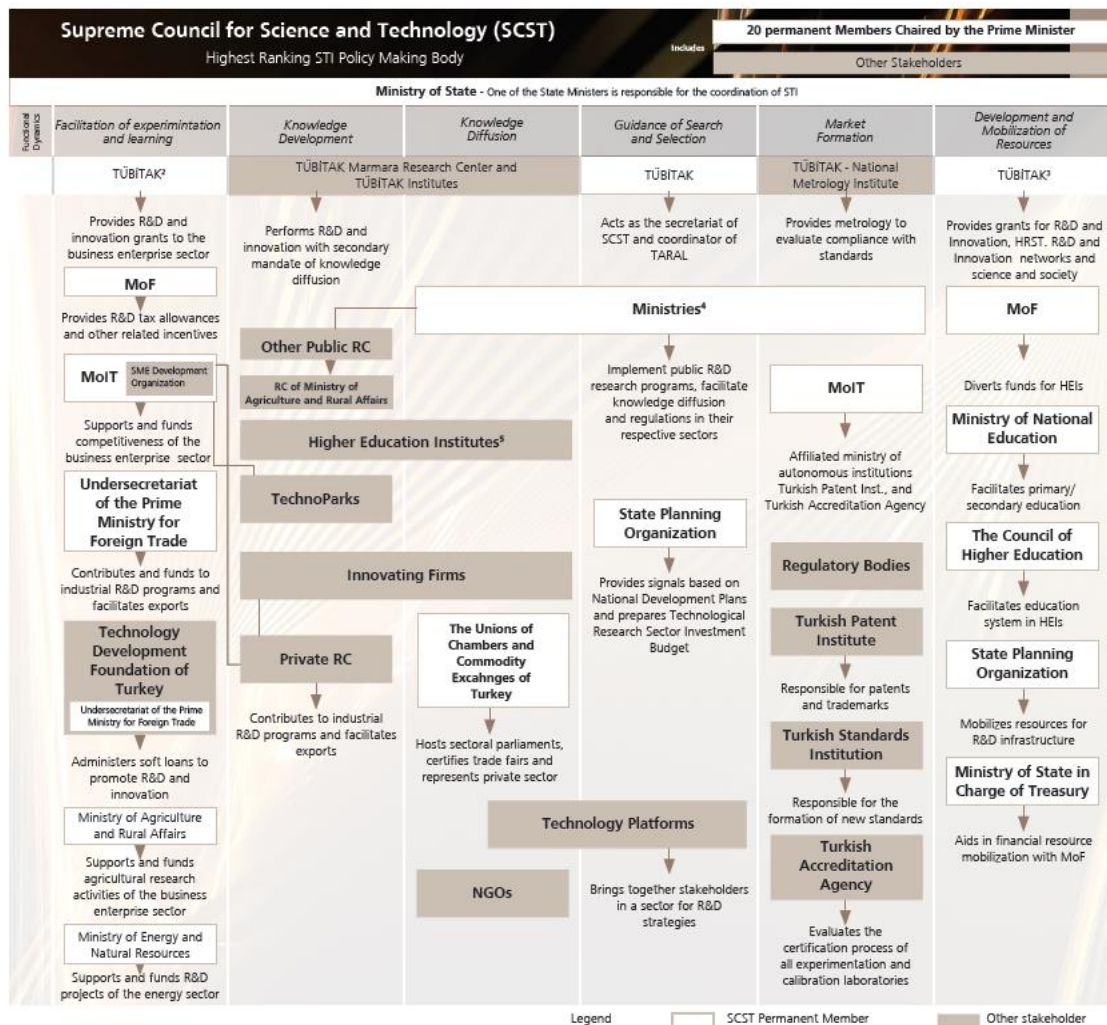 Supreme Council for Science and Technology (SCST)
Highest Ranking STI Policy Making Body
Includes
20 permanent Members Chaired by the Prime Minister
Other Stakeholders
Ministry of State - One of the State Ministers is responsible for the coordination of STI
Functional
Dynamics
Facilitation of experimintation
and learning
Knowledge
Development
Knowledge
Diffusion
Guidance of Search
and Selection
Market
Formation
Development and
Mobilization of
Resources
TÜBİTAK²
TÜBİTAK Marmara Research Center and
TÜBİTAK Institutes
TÜBİTAK
TÜBİTAK - National
Metrology Institute
TÜBİTAK³
Provides R&D and
innovation grants to the
business enterprise sector
MoF
Provides R&D tax allowances
and other related incentives
MoIT
SME Development
Organization
Supports and funds
competitiveness of the
business enterprise sector
Undersecretariat
of the Prime
Ministry for
Foreign Trade
Contributes and funds to
industrial R&D programs and
facilitates exports
Technology
Development
Foundation of
Turkey
Undersecretariat of the Prime
Ministry for Foreign Trade
Administers soft loans to
promote R&D and
innovation
Ministry of Agriculture
and Rural Affairs
Supports and funds
agricultural research
activities of the business
enterprise sector
Ministry of Energy and
Natural Resources
Supports and funds R&D
projects of the energy sector
Performs R&D and
innovation with secondary
mandate of knowledge
diffusion
Ministries⁴
Other Public RC
RC of Ministry of
Agriculture and Rural Affairs
Higher Education Institutes⁵
TechnoParks
Innovating Firms
Private RC
Contributes to industrial
R&D programs and facilitates
exports
The Unions of
Chambers and
Commodity
Excahnges of
Turkey
Hosts sectoral parliaments,
certifies trade fairs and
represents private sector
Technology Platforms
NGOs
Acts as the secretariat of
SCST and coordinator of
TARAL
Implement public R&D
research programs, facilitate
knowledge diffusion
and regulations in their
respective sectors
State Planning
Organization
Provides signals based on
National Development Plans
and prepares Technological
Research Sector Investment
Budget
Brings together stakeholders
in a sector for R&D
strategies
Provides metrology to
evaluate compliance with
standards
MoIT
Affiliated ministry of
autonomous institutions
Turkish Patent Inst., and
Turkish Accreditation Agency
Regulatory Bodies
Turkish Patent
Institute
Responsible for patents
and trademarks
Turkish Standards
Institution
Responsible for the
formation of new standards
Turkish
Accreditation
Agency
Evaluates the
certification process of
all experimentation and
calibration laboratories
Provides grants for R&D and
Innovation, HRST. R&D and
Innovation networks and
science and society
MoF
Diverts funds for HEIs
Ministry of National
Education
Facilitates primary/
secondary education
The Council of
Higher Education
Facilitates education
system in HEIs
State Planning
Organization
Mobilizes resources for
R&D infrastructure
Ministry of State in
Charge of Treasury
Aids in financial resource
mobilization with MoF
Legend
SCST Permanent Member
Other stakeholder